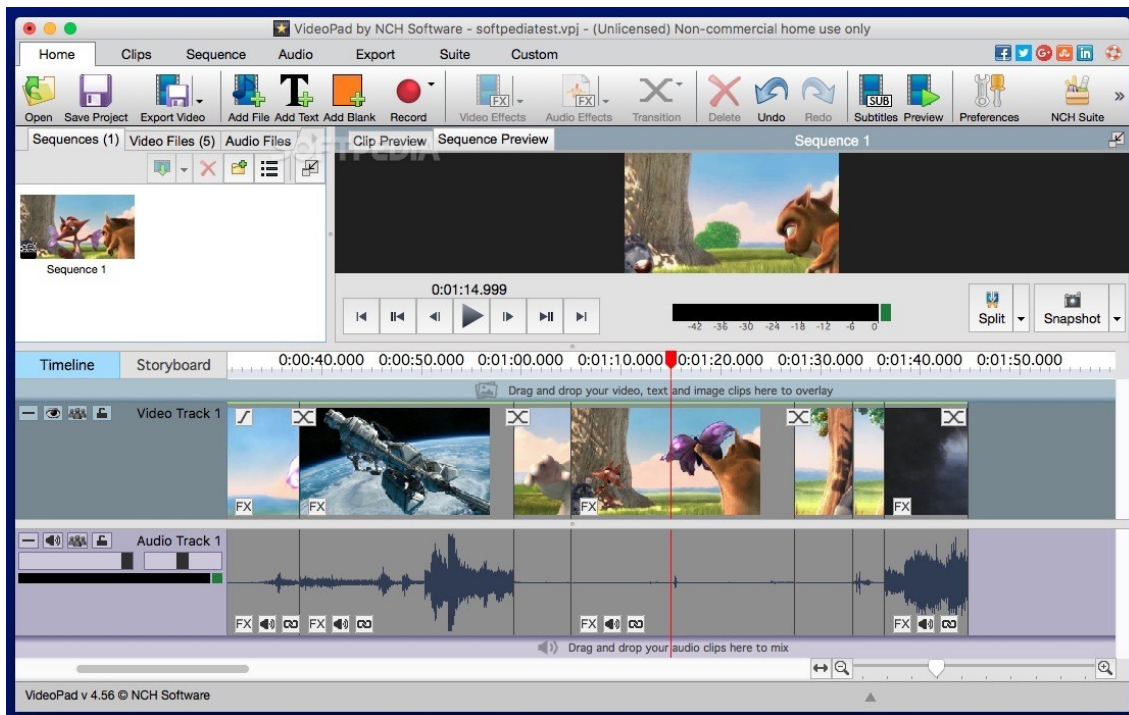 VideoPad by NCH Software - softpediatest.vpj - (Unlicensed) Non-commercial home use only
Home Clips Sequence Audio Export Suite Custom
FX FX SUB
Open Save Project Export Video Add File Add Text Add Blank Record Video Effects Audio Effects Transition Delete Undo Redo Subtitles Preview Preferences NCH Suite
Sequences (1) Video Files (5) Audio Files Clip Preview Sequence Preview Sequence 1
SOFTPEDIA
Sequence 1
0:01:14.999
Split Snapshot
-42 -36 -30 -24 -18 -12 -6 0
Timeline Storyboard 0:00:40.000 0:00:50.000 0:01:00.000 0:01:10.000 0:01:20.000 0:01:30.000 0:01:40.000 0:01:50.000
Drag and drop your video, text and image clips here to overlay
Video Track 1
FX FX FX FX
Audio Track 1
FX FX FX FX
Drag and drop your audio clips here to mix
VideoPad v 4.56 © NCH Software